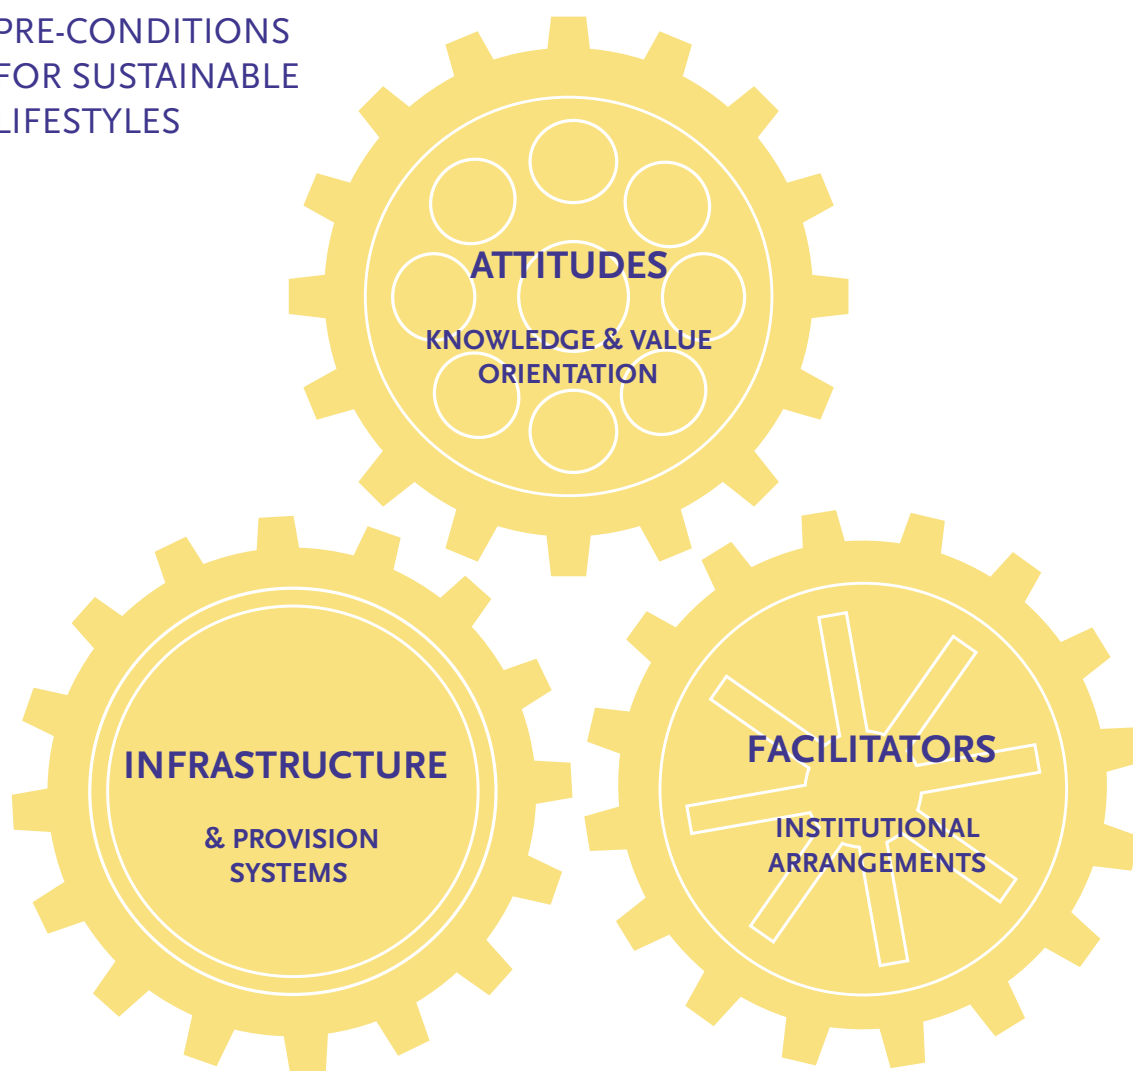 PRE-CONDITIONS
FOR SUSTAINABLE
LIFESTYLES
ATTITUDES
KNOWLEDGE & VALUE
ORIENTATION
INFRASTRUCTURE
& PROVISION
SYSTEMS
FACILITATORS
INSTITUTIONAL
ARRANGEMENTS